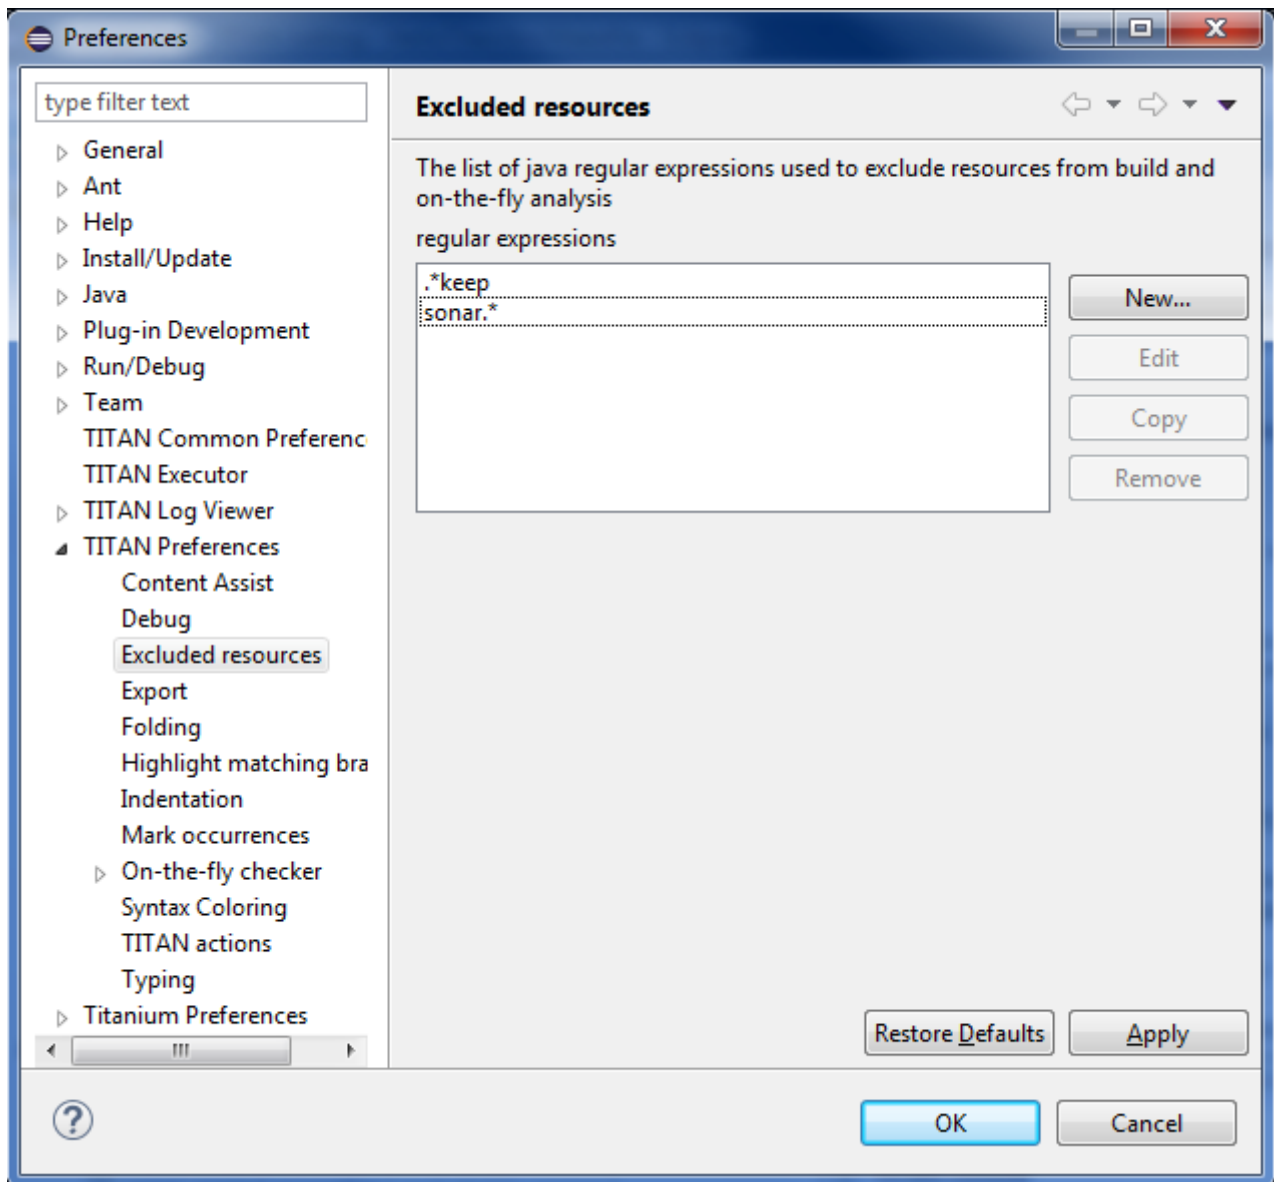 Preferences
type filter text
General
Ant
Help
Install/Update
Java
Plug-in Development
Run/Debug
Team
TITAN Common Preferenc
TITAN Executor
TITAN Log Viewer
TITAN Preferences
Content Assist
Debug
Excluded resources
Export
Folding
Highlight matching bra
Indentation
Mark occurrences
On-the-fly checker
Syntax Coloring
TITAN actions
Typing
Titanium Preferences
Excluded resources
The list of java regular expressions used to exclude resources from build and
on-the-fly analysis
regular expressions
.*keep
sonar.*
New...
Edit
Copy
Remove
Restore Defaults
Apply
?
OK
Cancel